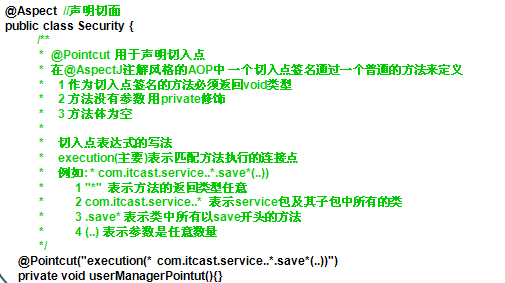 @Aspect //声明切面
public class Security {
/**
* @Pointcut 用于声明切入点
* 在@AspectJ注解风格的AOP中 一个切入点签名通过一个普通的方法来定义
* 1 作为切入点签名的方法必须返回void类型
* 2 方法没有参数 用private修饰
* 3 方法体为空
*
* 切入点表达式的写法
* execution(主要)表示匹配方法执行的连接点
* 例如: * com.itcast.service..*.save*(..))
* 1 "*" 表示方法的返回类型任意
* 2 com.itcast.service..* 表示service包及其子包中所有的类
* 3 .save* 表示类中所有以save开头的方法
* 4 (..) 表示参数是任意数量
*/
@Pointcut("execution(* com.itcast.service..*.save*(..))")
private void userManagerPointut(){}